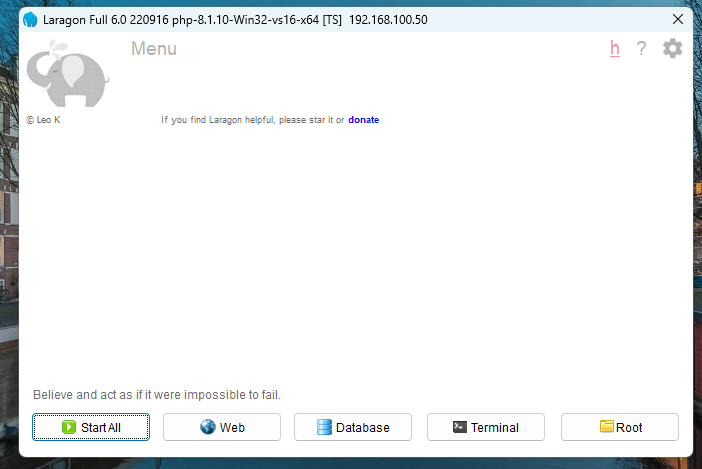 Laragon Full 6.0 220916 php-8.1.10-Win32-vs16-x64 [TS] 192.168.100.50
Menu
h ?
© Leo K
If you find Laragon helpful, please star it or donate
Believe and act as if it were impossible to fail.
Start All
Web
Database
Terminal
Root